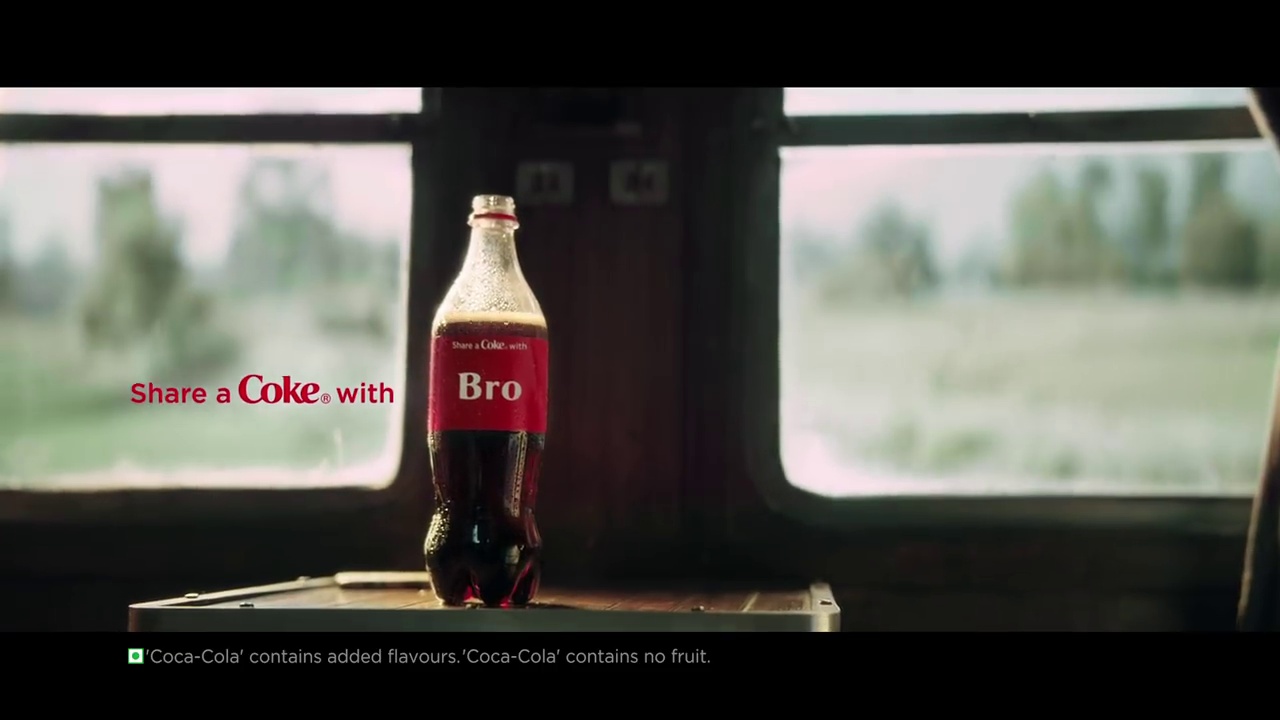 Share a Coke® with
Share a Coke® with
Bro
'Coca-Cola' contains added flavours. 'Coca-Cola' contains no fruit.